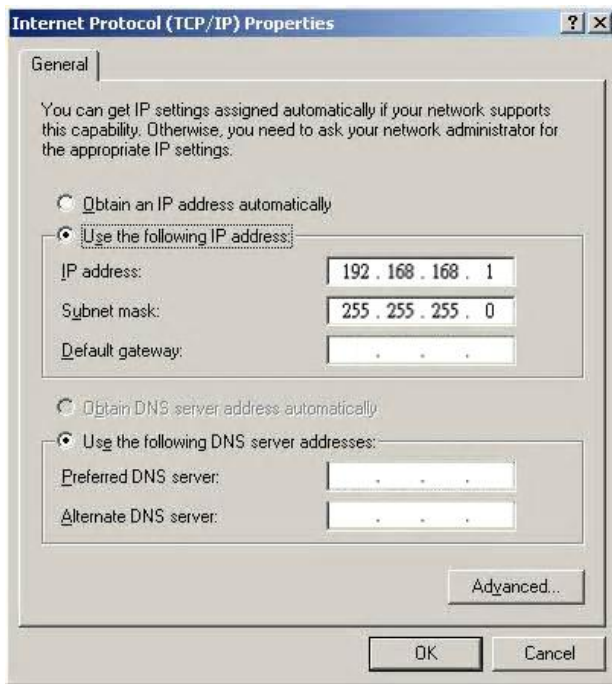 Internet Protocol (TCP/IP) Properties
General
You can get IP settings assigned automatically if your network supports
this capability. Otherwise, you need to ask your network administrator for
the appropriate IP settings.
Obtain an IP address automatically
Use the following IP address:
IP address: 192 . 168 . 168 . 1
Subnet mask: 255 . 255 . 255 . 0
Default gateway: . . .
Obtain DNS server address automatically
Use the following DNS server addresses:
Preferred DNS server: . . .
Alternate DNS server: . . .
Advanced...
OK Cancel